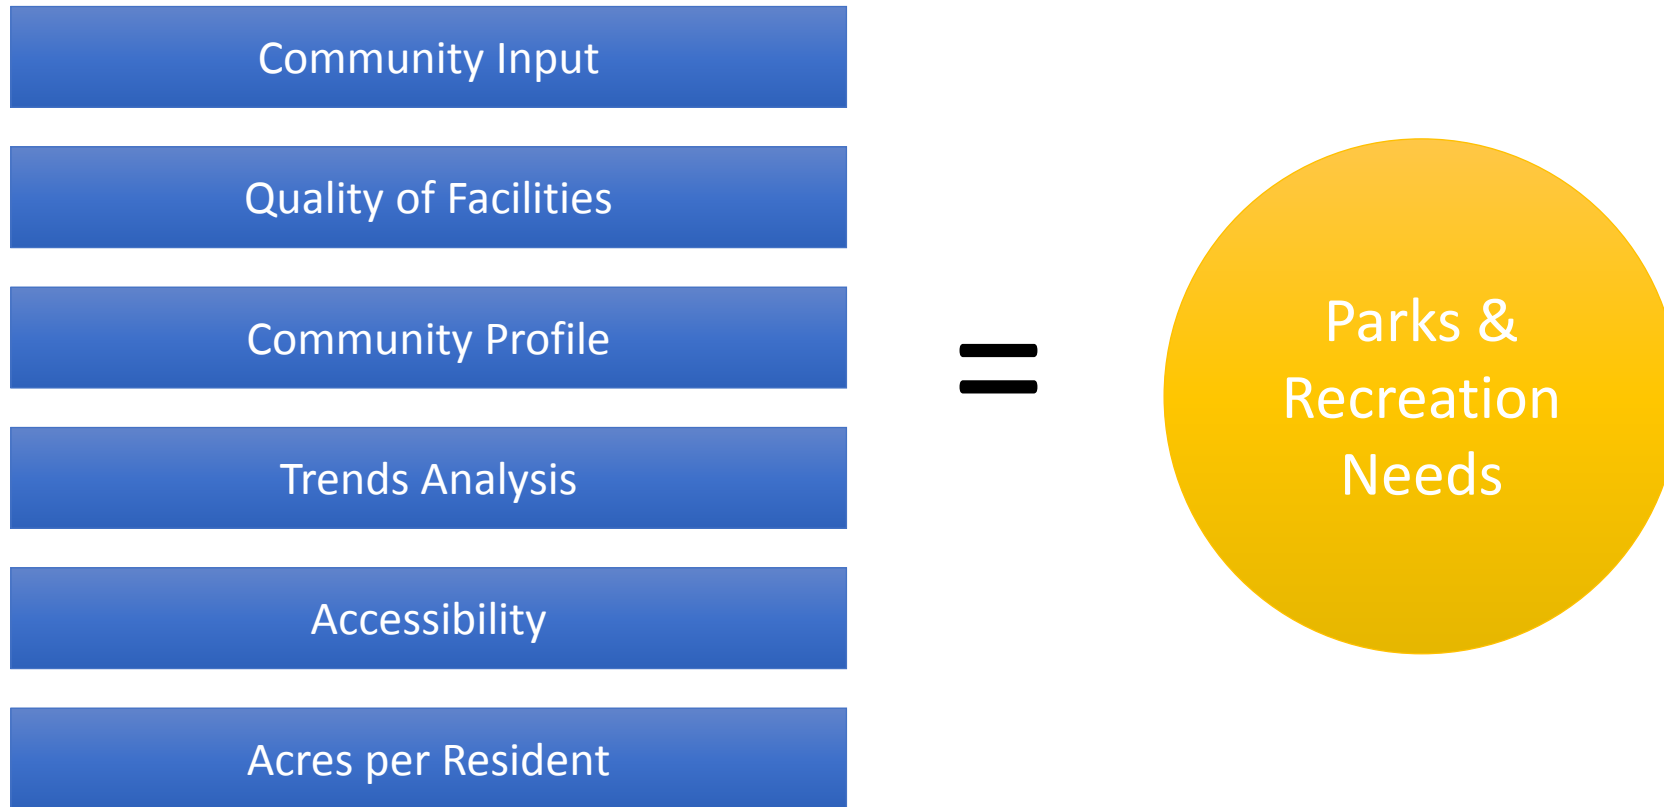 Community Input
Quality of Facilities
Community Profile
Trends Analysis
Accessibility
Acres per Resident
=
Parks &
Recreation
Needs